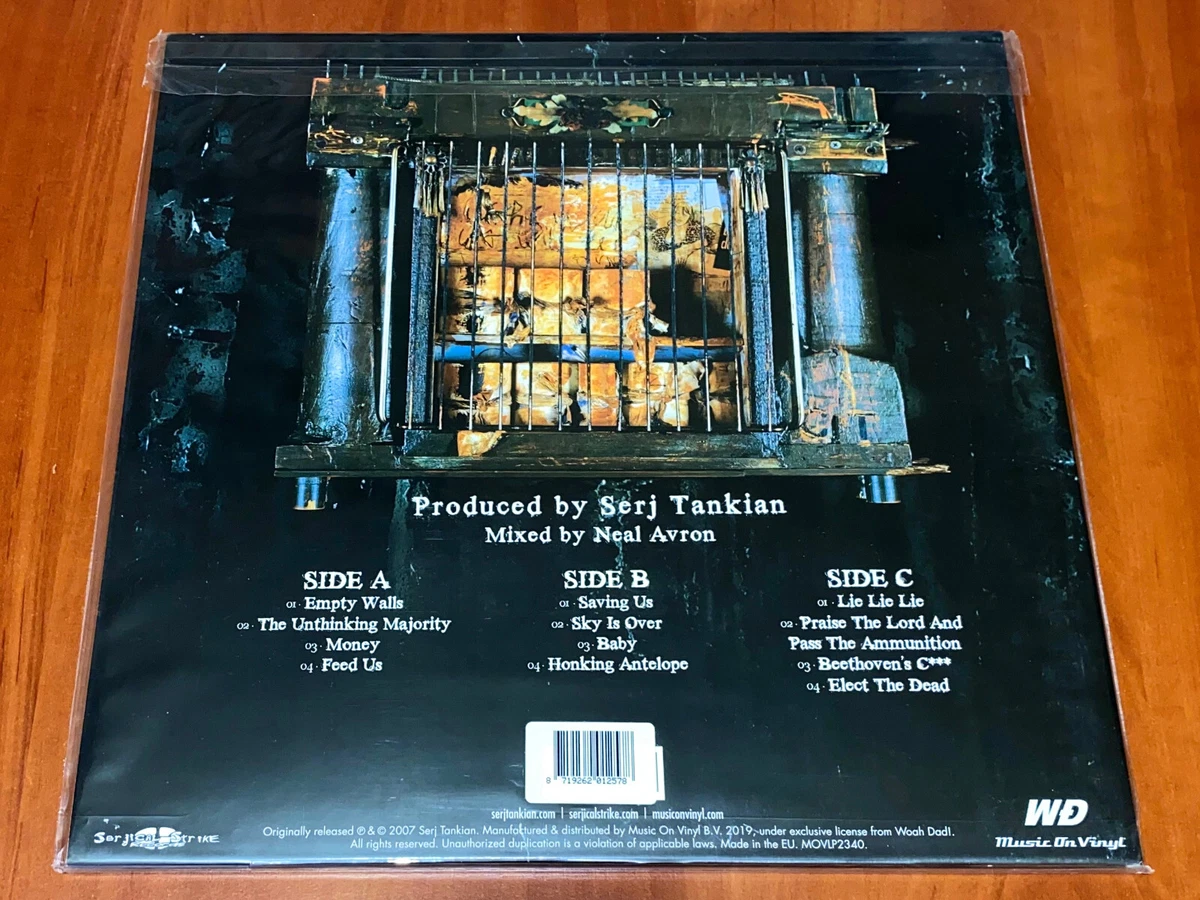 Produced by Serj Tankian
Mixed by Neal Avron
SIDE A
01 · Empty Walls
02 · The Unthinking Majority
03 · Money
04 · Feed Us
SIDE B
01 · Saving Us
02 · Sky Is Over
03 · Baby
04 · Honking Antelope
SIDE C
01 · Lie Lie Lie
02 · Praise The Lord And
Pass The Ammunition
03 · Beethoven's C***
04 · Elect The Dead
8 719262 012578
serjtankian.com | serjicalstrike.com | musiconvinyl.com
Serjical Strike
Originally released ℗ & © 2007 Serj Tankian. Manufactured & distributed by Music On Vinyl B.V. 2019, under exclusive license from Woah Dad!.
All rights reserved. Unauthorized duplication is a violation of applicable laws. Made in the EU. MOVLP2340.
WD
Music On Vinyl